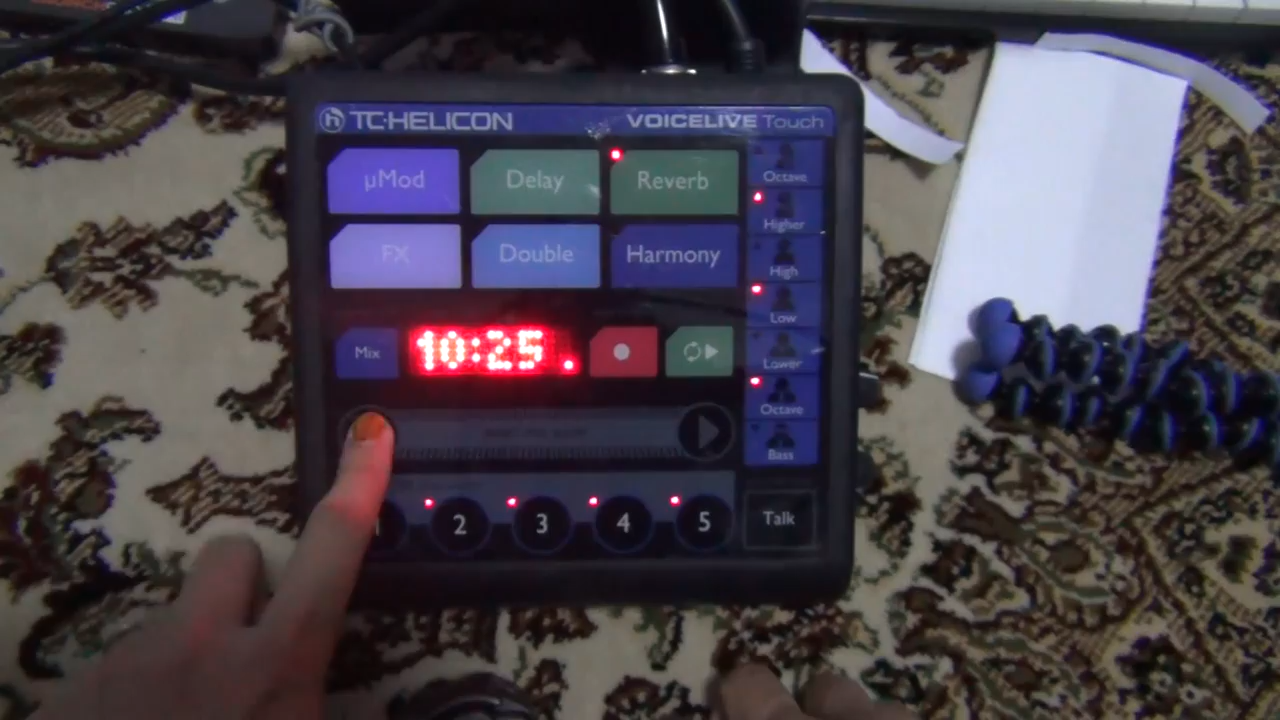 TC·HELICON
VOICELIVE Touch
µMod
Delay
Reverb
FX
Double
Harmony
Octave
Higher
High
Low
Lower
Octave
Bass
Mix
10:25.
1
2
3
4
5
Talk